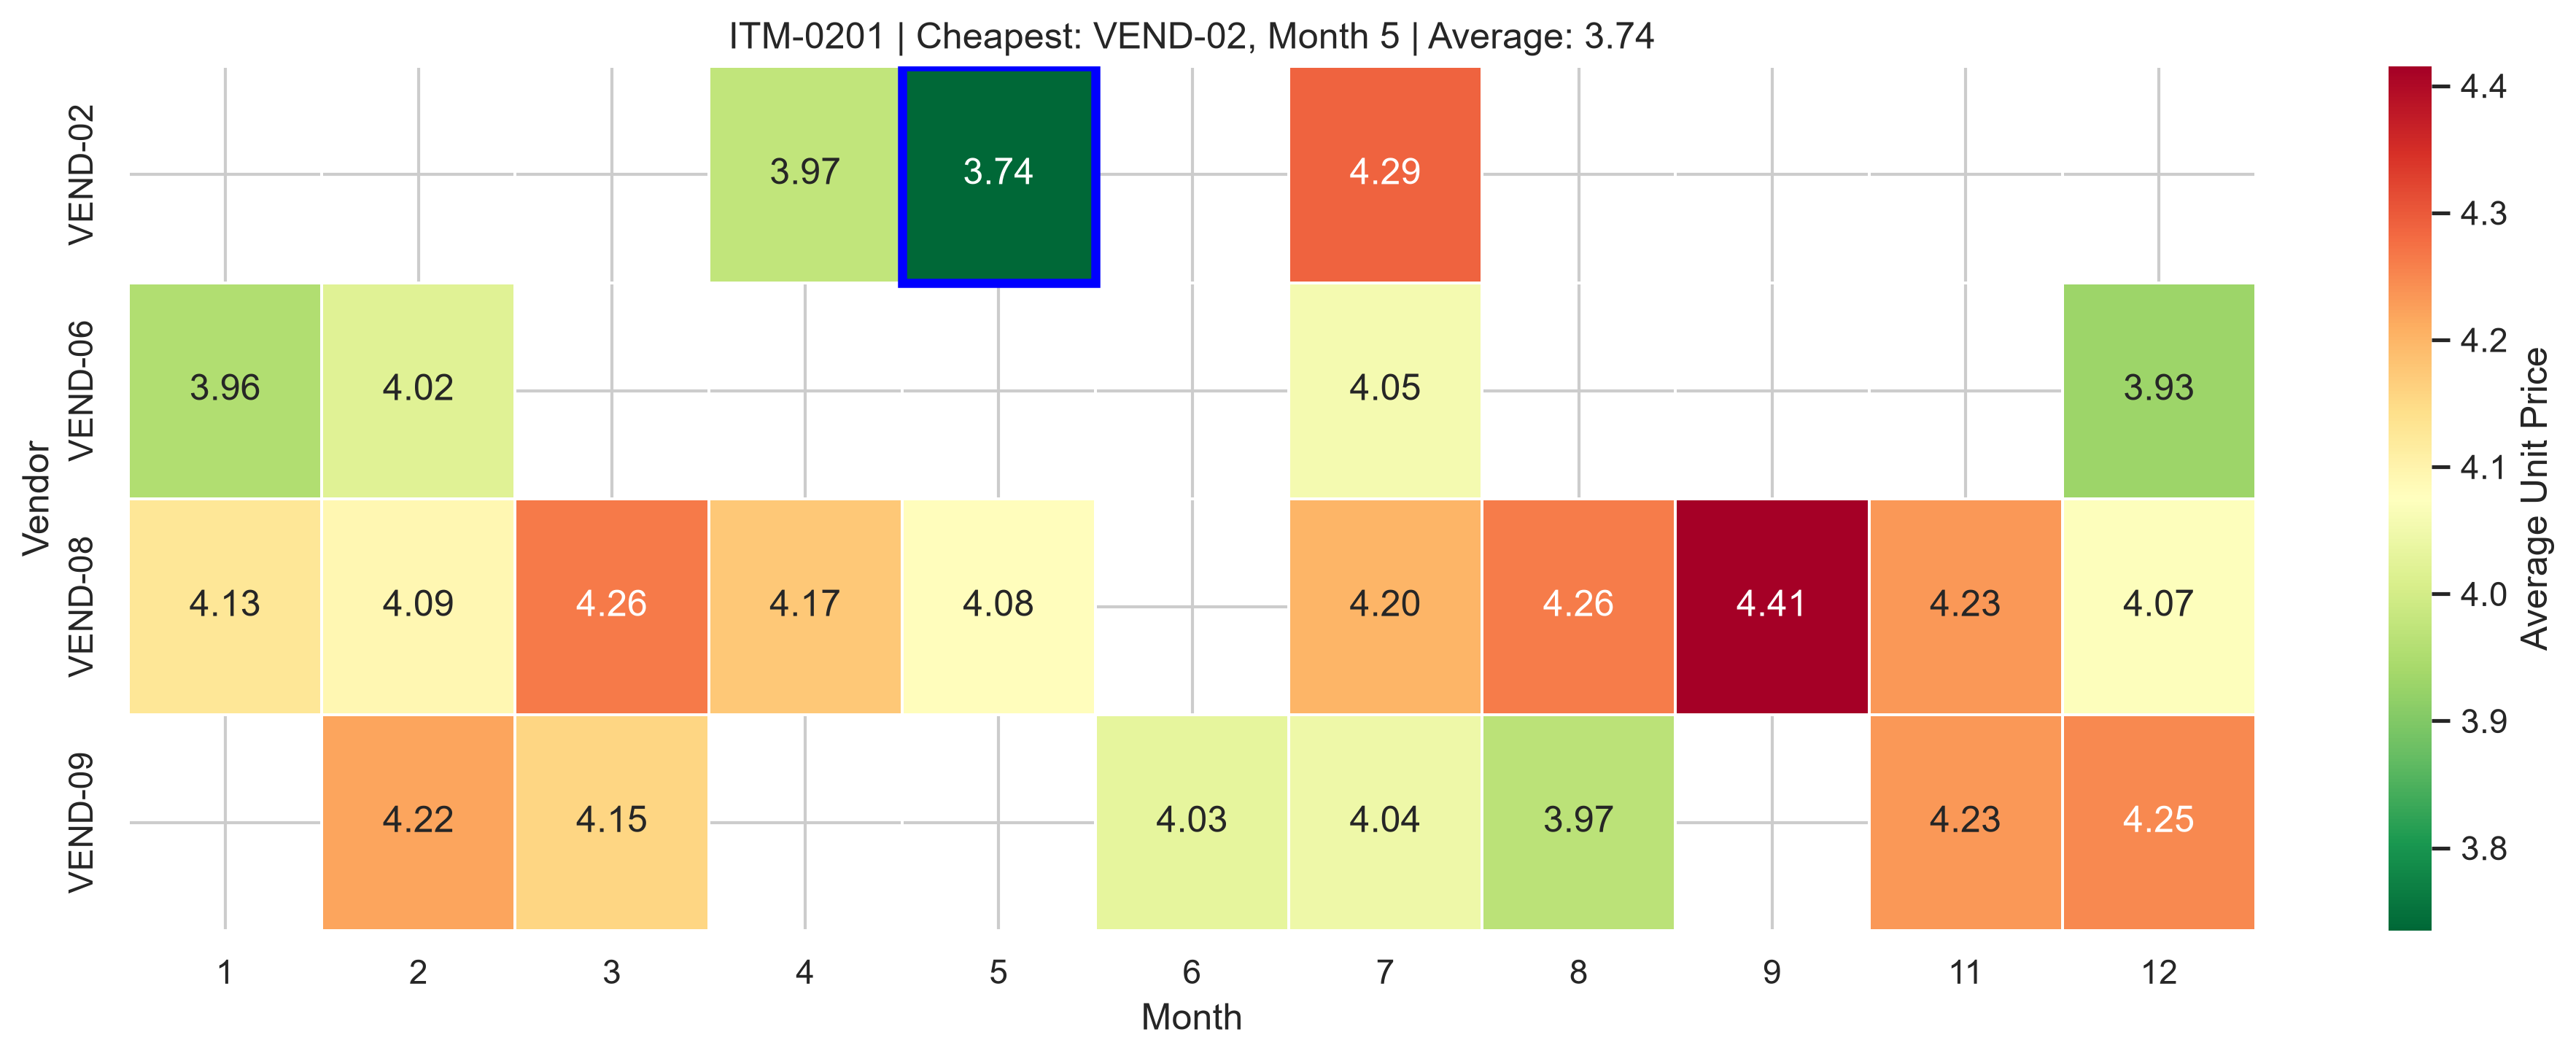 ITM-0201 | Cheapest: VEND-02, Month 5 | Average: 3.74
Vendor
VEND-02
3.97 3.74 4.29
VEND-06
3.96 4.02 4.05 3.93
VEND-08
4.13 4.09 4.26 4.17 4.08 4.20 4.26 4.41 4.23 4.07
VEND-09
4.22 4.15 4.03 4.04 3.97 4.23 4.25
1 2 3 4 5 6 7 8 9 11 12
Month
4.4
4.3
4.2
4.1
4.0
3.9
3.8
Average Unit Price